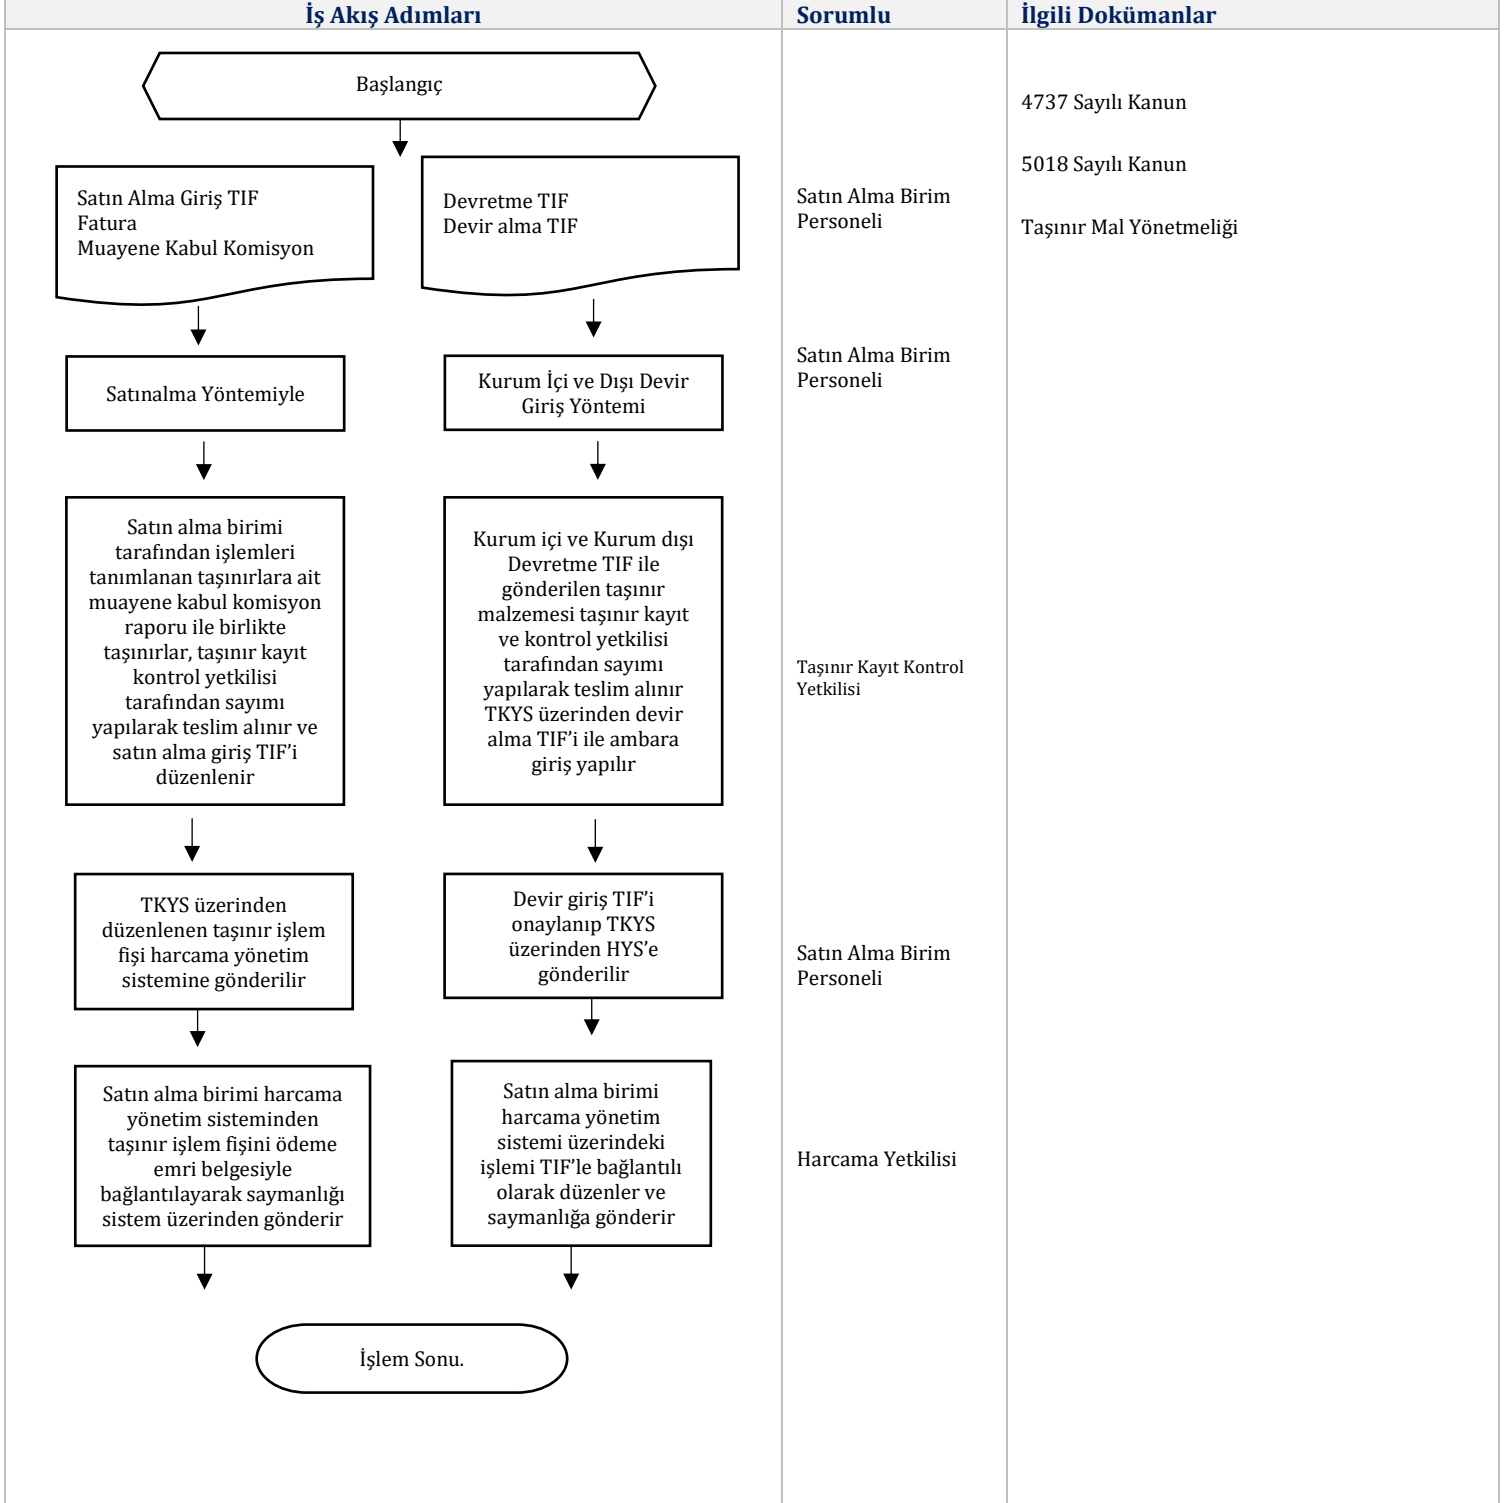 İş Akış Adımları
Sorumlu
İlgili Dokümanlar
Başlangıç
Satın Alma Giriş TIF
Fatura
Muayene Kabul Komisyon
Devretme TIF
Devir alma TIF
Satın Alma Birim
Personeli
4737 Sayılı Kanun
5018 Sayılı Kanun
Taşınır Mal Yönetmeliği
Satınalma Yöntemiyle
Kurum İçi ve Dışı Devir
Giriş Yöntemi
Satın Alma Birim
Personeli
Satın alma birimi
tarafından işlemleri
tanımlanan taşınırlara ait
muayene kabul komisyon
raporu ile birlikte
taşınırlar, taşınır kayıt
kontrol yetkilisi
tarafından sayımı
yapılarak teslim alınır ve
satın alma giriş TIF’i
düzenlenir
Kurum içi ve Kurum dışı
Devretme TIF ile
gönderilen taşınır
malzemesi taşınır kayıt
ve kontrol yetkilisi
tarafından sayımı
yapılarak teslim alınır
TKYS üzerinden devir
alma TIF’i ile ambara
giriş yapılır
Taşınır Kayıt Kontrol
Yetkilisi
TKYS üzerinden
düzenlenen taşınır işlem
fişi harcama yönetim
sistemine gönderilir
Devir giriş TIF’i
onaylanıp TKYS
üzerinden HYS’e
gönderilir
Satın Alma Birim
Personeli
Satın alma birimi harcama
yönetim sisteminden
taşınır işlem fişini ödeme
emri belgesiyle
bağlantılayarak saymanlığı
sistem üzerinden gönderir
Satın alma birimi
harcama yönetim
sistemi üzerindeki
işlemi TIF’le bağlantılı
olarak düzenler ve
saymanlığa gönderir
Harcama Yetkilisi
İşlem Sonu.